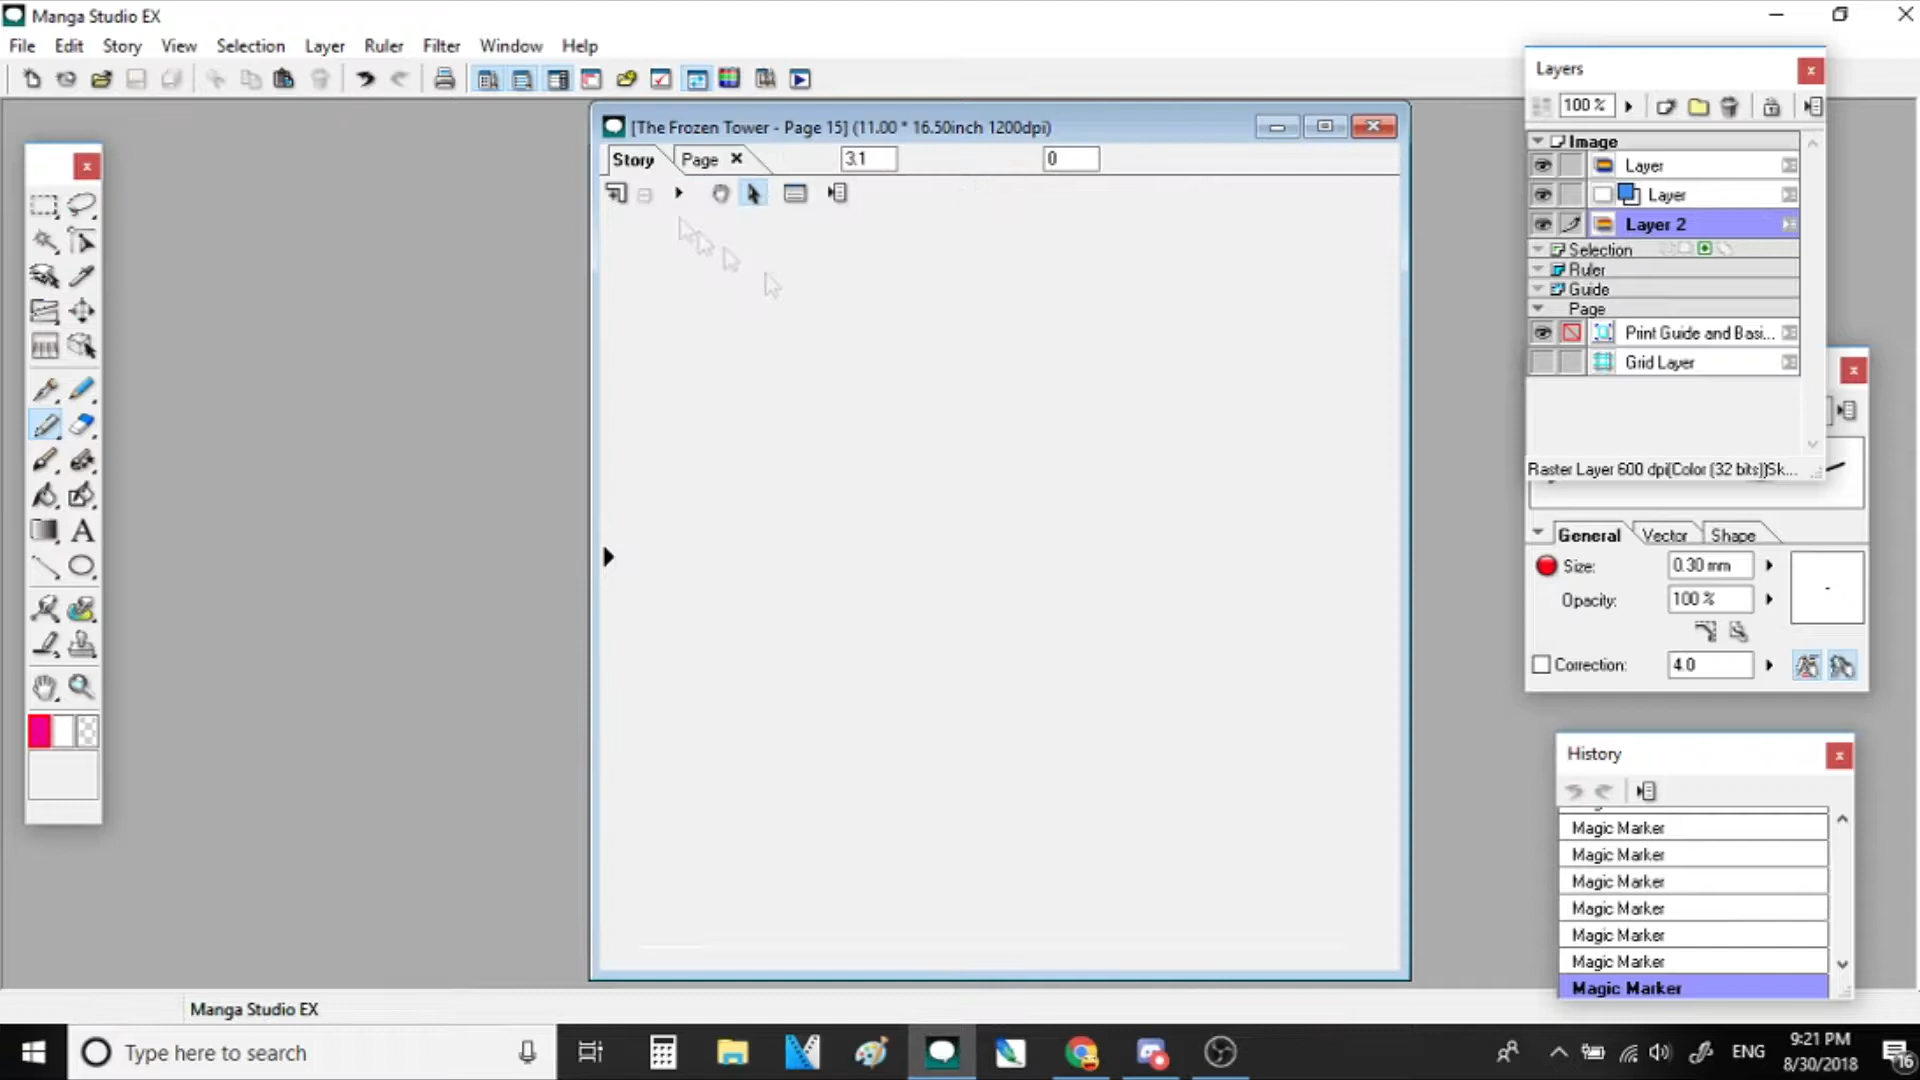 Manga Studio EX
File Edit Story View Selection Layer Ruler Filter Window Help
[The Frozen Tower - Page 15] (11.00 * 16.50inch 1200dpi)
Story Page 3.1 0
A
Layers
100 %
Image
Layer
Layer
Layer 2
Selection
Ruler
Guide
Page
Print Guide and Basi...
Grid Layer
Raster Layer 600 dpi(Color (32 bits))Sk...
General Vector Shape
Size: 0.30 mm
Opacity: 100 %
Correction: 4.0
History
Magic Marker
Magic Marker
Magic Marker
Magic Marker
Magic Marker
Magic Marker
Magic Marker
Manga Studio EX
Type here to search
ENG
9:21 PM
8/30/2018
16